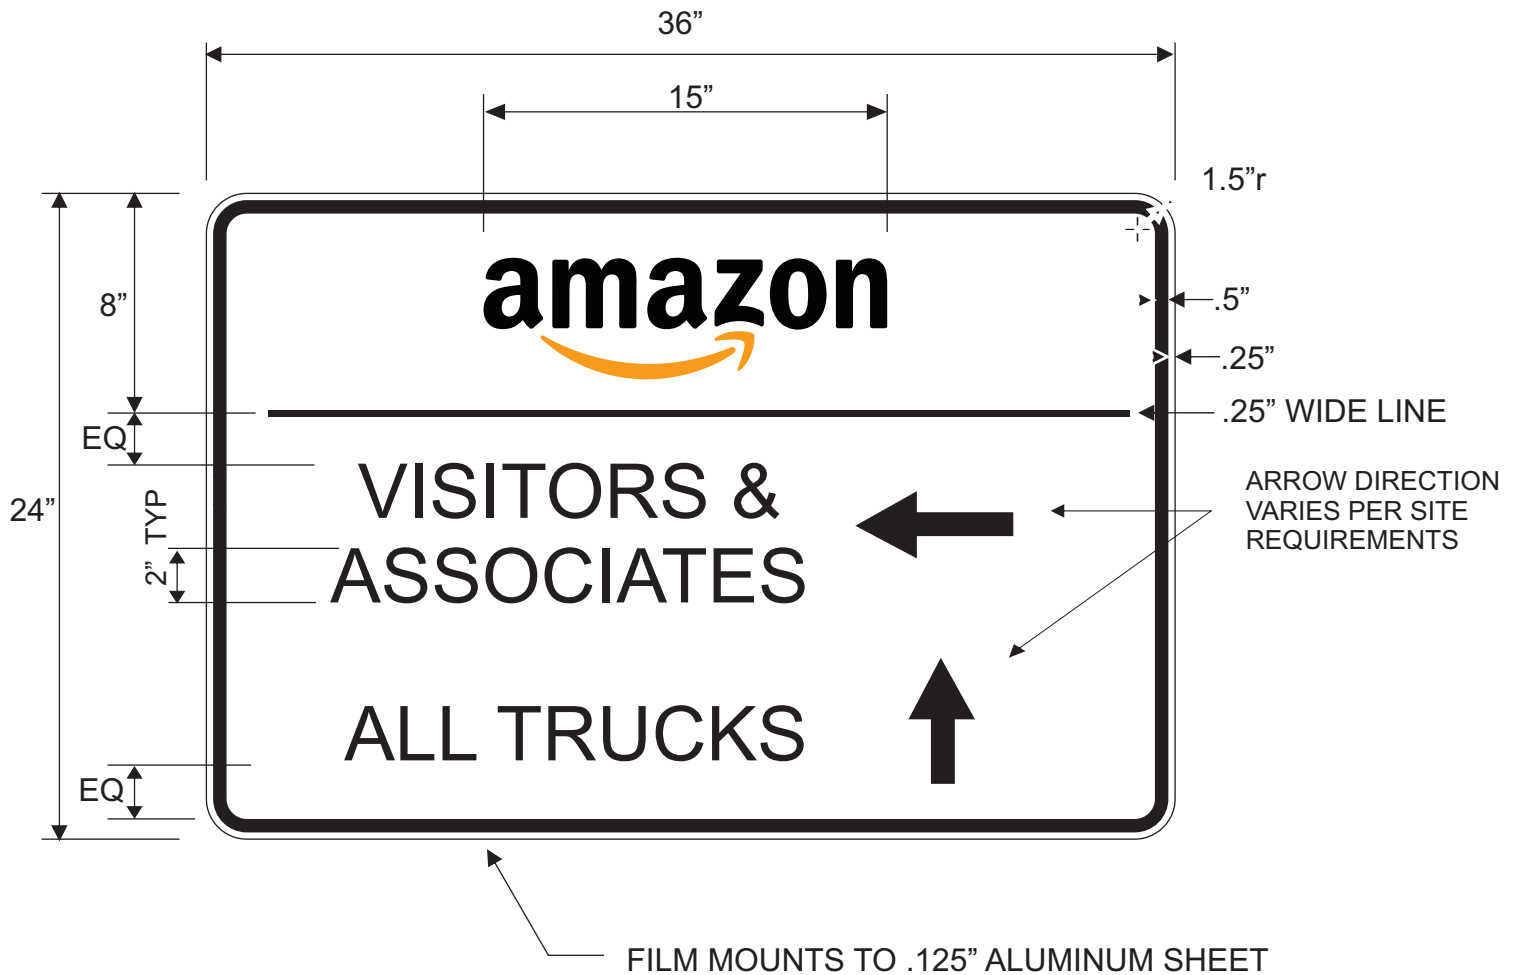 36”
15”
1.5”r
amazon
8”
.5”
.25”
.25” WIDE LINE
EQ
24”
2” TYP
VISITORS &
ASSOCIATES
ARROW DIRECTION
VARIES PER SITE
REQUIREMENTS
ALL TRUCKS
EQ
FILM MOUNTS TO .125” ALUMINUM SHEET